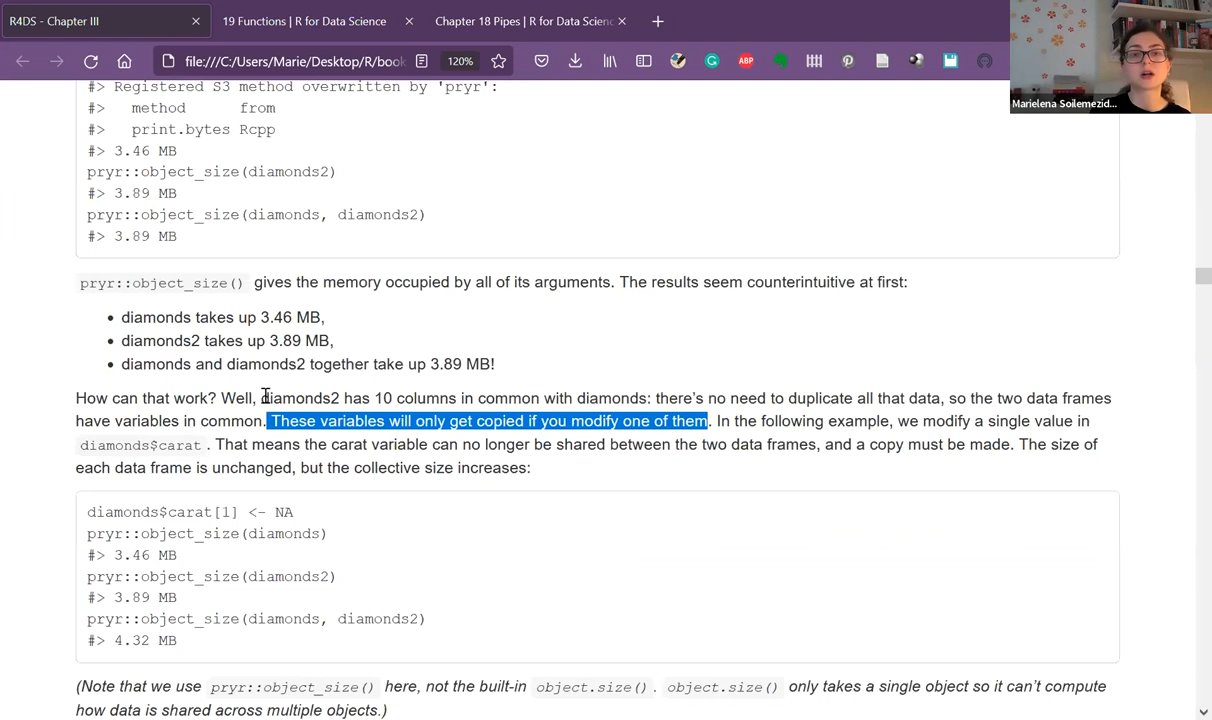 R4DS - Chapter III
19 Functions | R for Data Science
Chapter 18 Pipes | R for Data Scienc
file:///C:/Users/Marie/Desktop/R/book
120%
ABP
Marielena Soilemezid...
#> Registered S3 method overwritten by 'pryr':
#>   method      from
#>   print.bytes Rcpp
#> 3.46 MB
pryr::object_size(diamonds2)
#> 3.89 MB
pryr::object_size(diamonds, diamonds2)
#> 3.89 MB
pryr::object_size() gives the memory occupied by all of its arguments. The results seem counterintuitive at first:
• diamonds takes up 3.46 MB,
• diamonds2 takes up 3.89 MB,
• diamonds and diamonds2 together take up 3.89 MB!
How can that work? Well, diamonds2 has 10 columns in common with diamonds: there's no need to duplicate all that data, so the two data frames
have variables in common. These variables will only get copied if you modify one of them. In the following example, we modify a single value in
diamonds$carat . That means the carat variable can no longer be shared between the two data frames, and a copy must be made. The size of
each data frame is unchanged, but the collective size increases:
diamonds$carat[1] <- NA
pryr::object_size(diamonds)
#> 3.46 MB
pryr::object_size(diamonds2)
#> 3.89 MB
pryr::object_size(diamonds, diamonds2)
#> 4.32 MB
(Note that we use pryr::object_size() here, not the built-in object.size() . object.size() only takes a single object so it can't compute
how data is shared across multiple objects.)